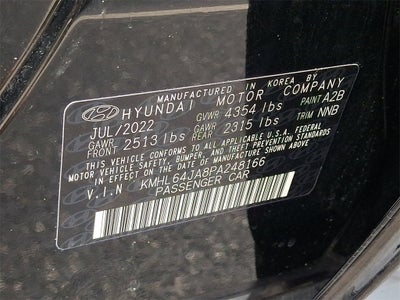 MANUFACTURED IN KOREA BY
HYUNDAI MOTOR COMPANY
JUL/2022 GVWR 4354 lbs PAINT A2B
GAWR FRONT 2513 lbs GAWR REAR 2315 lbs TRIM NNB
THIS VEHICLE CONFORMS TO ALL APPLICABLE U.S.A. FEDERAL
MOTOR VEHICLE SAFETY, BUMPER, AND THEFT PREVENTION STANDARDS
IN EFFECT ON THE DATE OF MANUFACTURE SHOWN ABOVE.
V.I.N KMHL64JA8PA248166
PASSENGER CAR